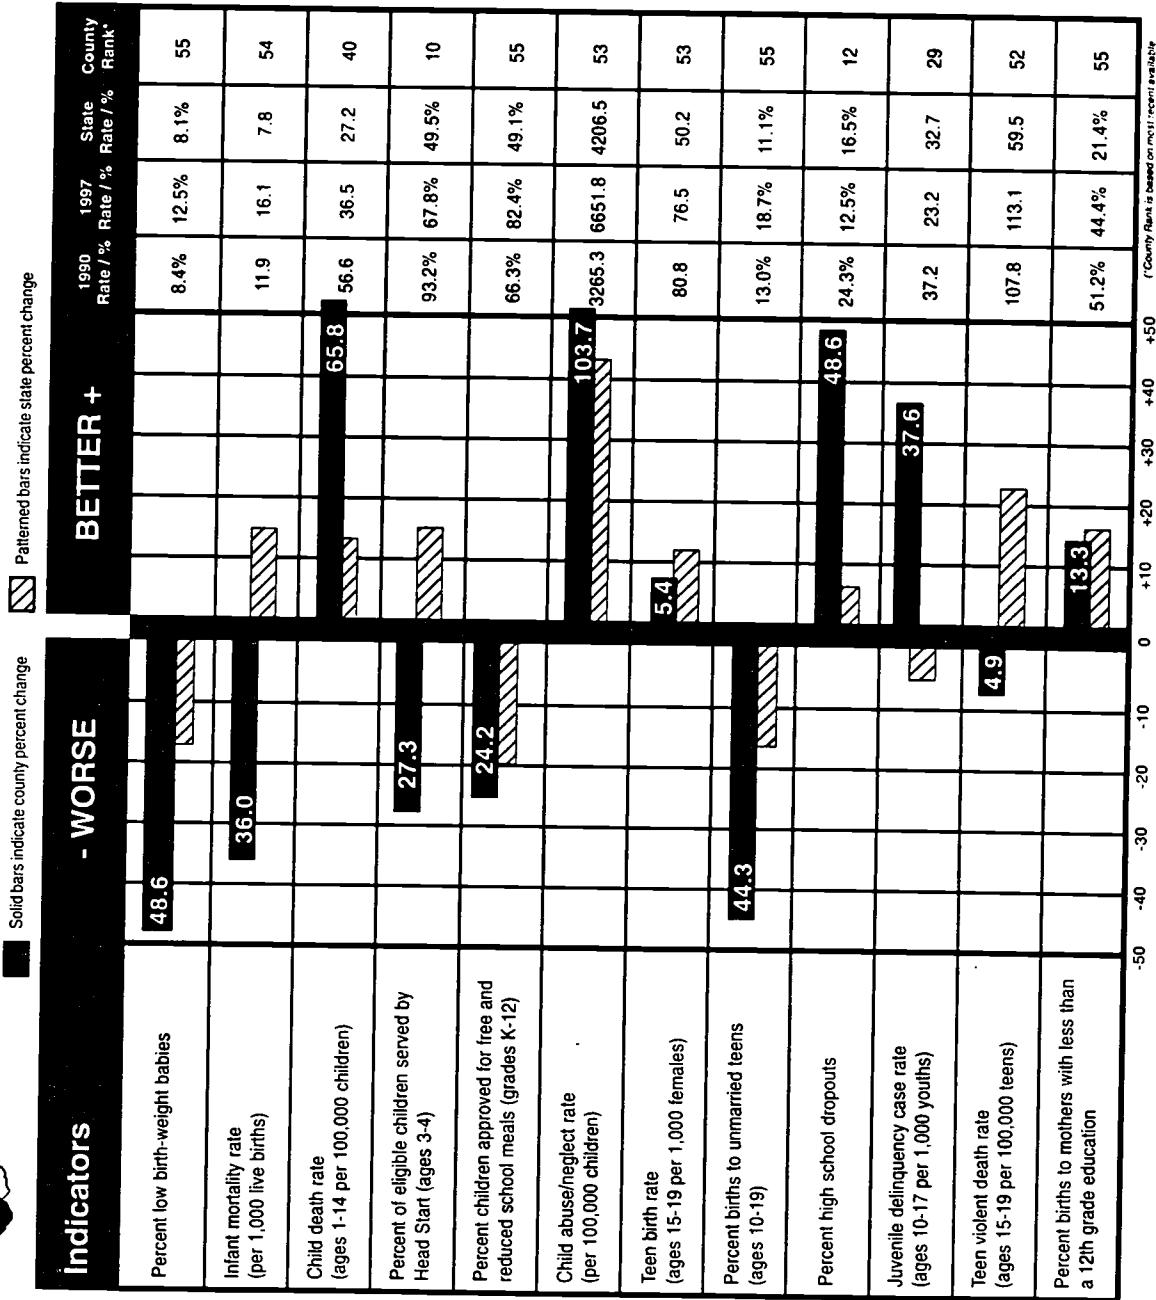 Solid bars indicate county percent change
Patterned bars indicate state percent change
Indicators
- WORSE
BETTER +
1990
Rate / %
1997
Rate / %
State
Rate / %
County
Rank*
Percent low birth-weight babies
48.6
8.4%
12.5%
8.1%
55
Infant mortality rate
(per 1,000 live births)
36.0
11.9
16.1
7.8
54
Child death rate
(ages 1-14 per 100,000 children)
65.8
56.6
36.5
27.2
40
Percent of eligible children served by
Head Start (ages 3-4)
27.3
93.2%
67.8%
49.5%
10
Percent children approved for free and
reduced school meals (grades K-12)
24.2
66.3%
82.4%
49.1%
55
Child abuse/neglect rate
(per 100,000 children)
103.7
3265.3
6651.8
4206.5
53
Teen birth rate
(ages 15-19 per 1,000 females)
5.4
80.8
76.5
50.2
53
Percent births to unmarried teens
(ages 10-19)
44.3
13.0%
18.7%
11.1%
55
Percent high school dropouts
48.6
24.3%
12.5%
16.5%
12
Juvenile delinquency case rate
(ages 10-17 per 1,000 youths)
37.6
37.2
23.2
32.7
29
Teen violent death rate
(ages 15-19 per 100,000 teens)
4.9
107.8
113.1
59.5
52
Percent births to mothers with less than
a 12th grade education
13.3
51.2%
44.4%
21.4%
55
-50
-40
-30
-20
-10
0
+10
+20
+30
+40
+50
(*County Rank is based on most recent available